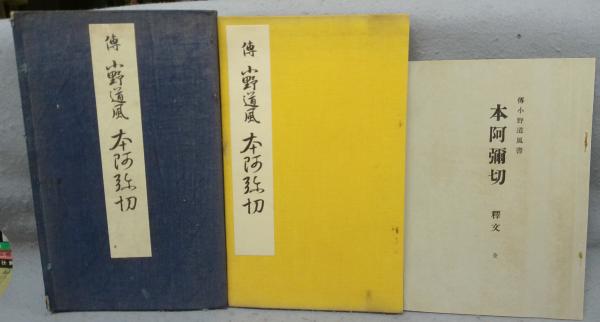 傳 小野道風 本阿弥切
傳 小野道風 本阿弥切
傳小野道風書
本阿彌切 釋文 全